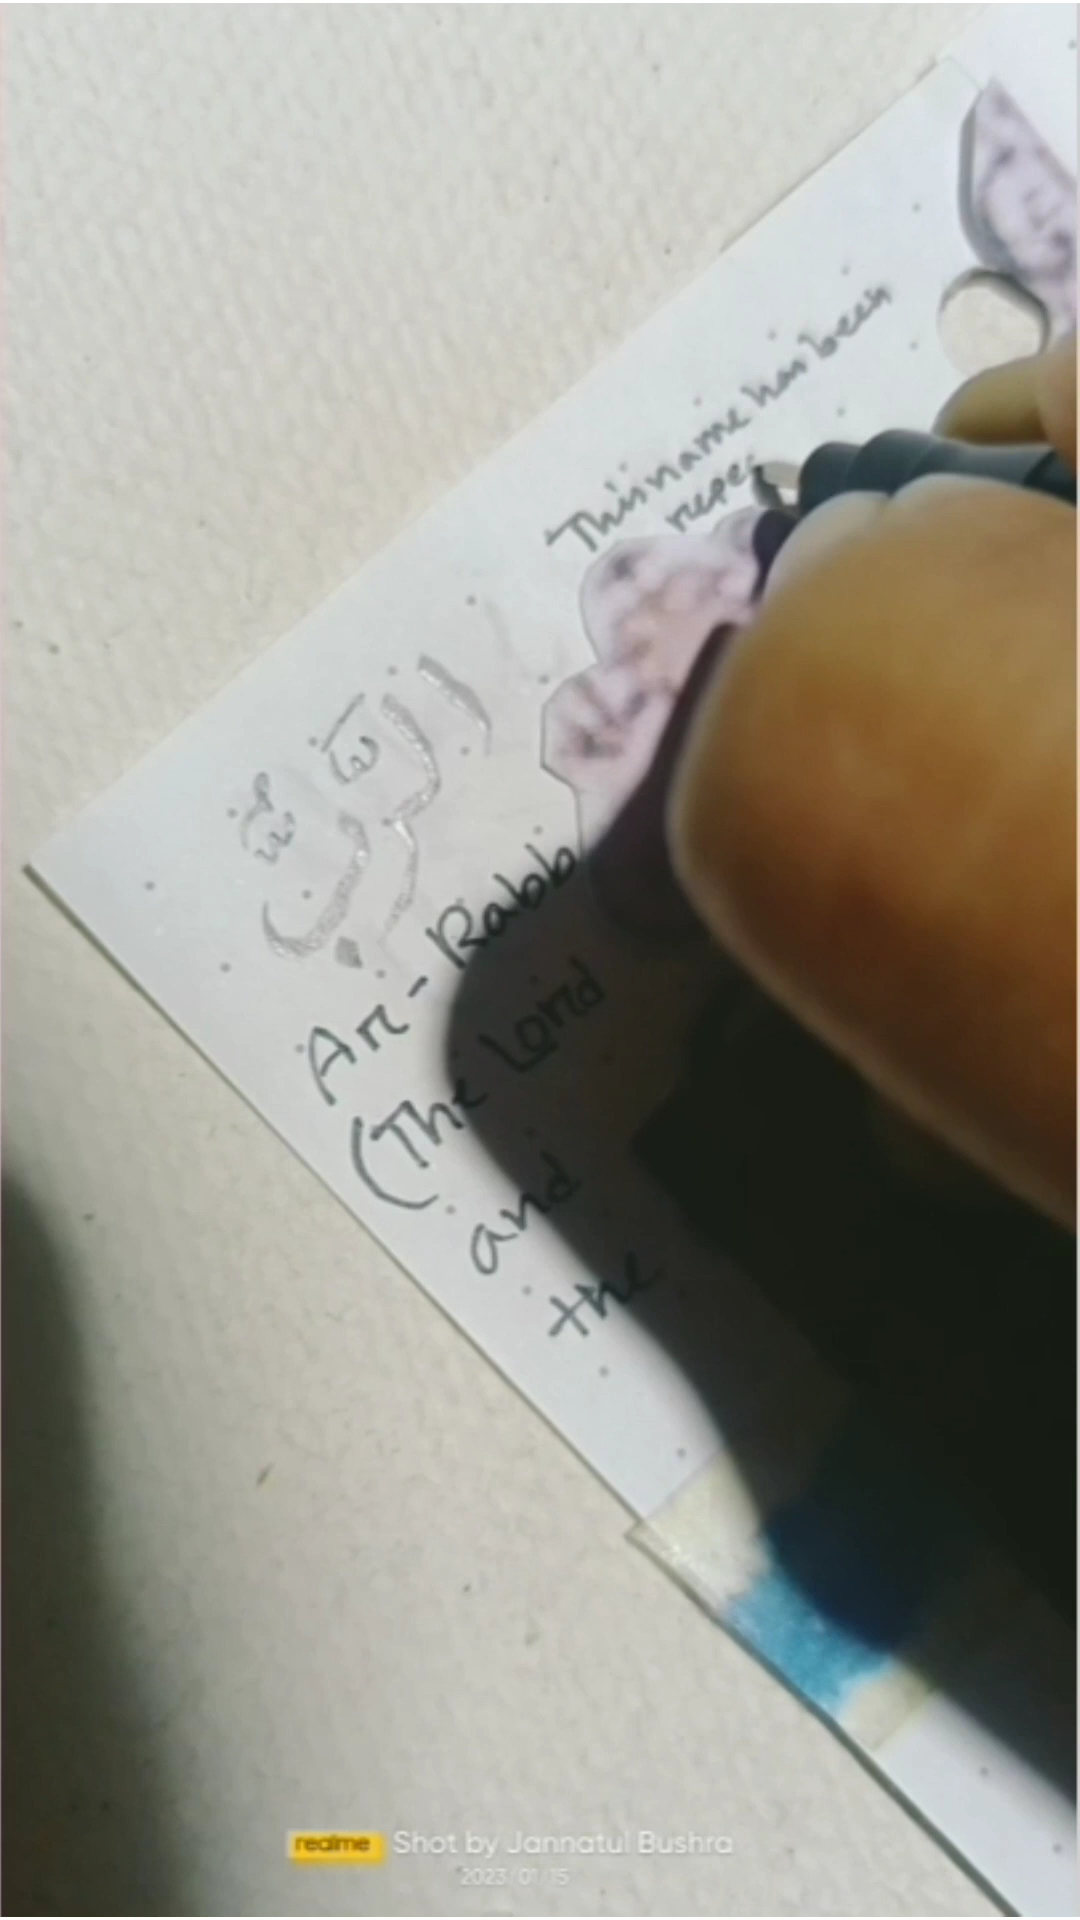 This name has been
repe
الرَّبُّ
Ar-Rabb
(The Lord
and
the
realme Shot by Jannatul Bushra
2023/01/15